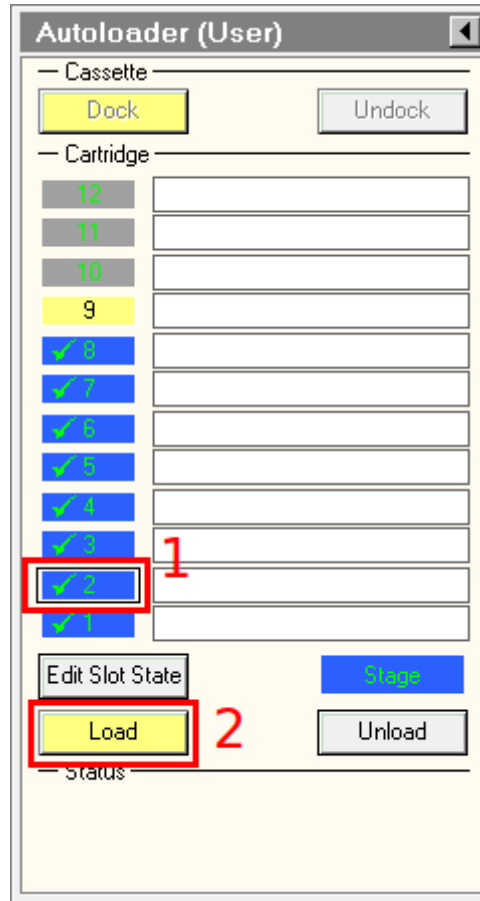 Autoloader (User)
Cassette
Dock Undock
Cartridge
12
11
10
9
8
7
6
5
4
3
1
2
1
Edit Slot State Stage
Load 2 Unload
Status